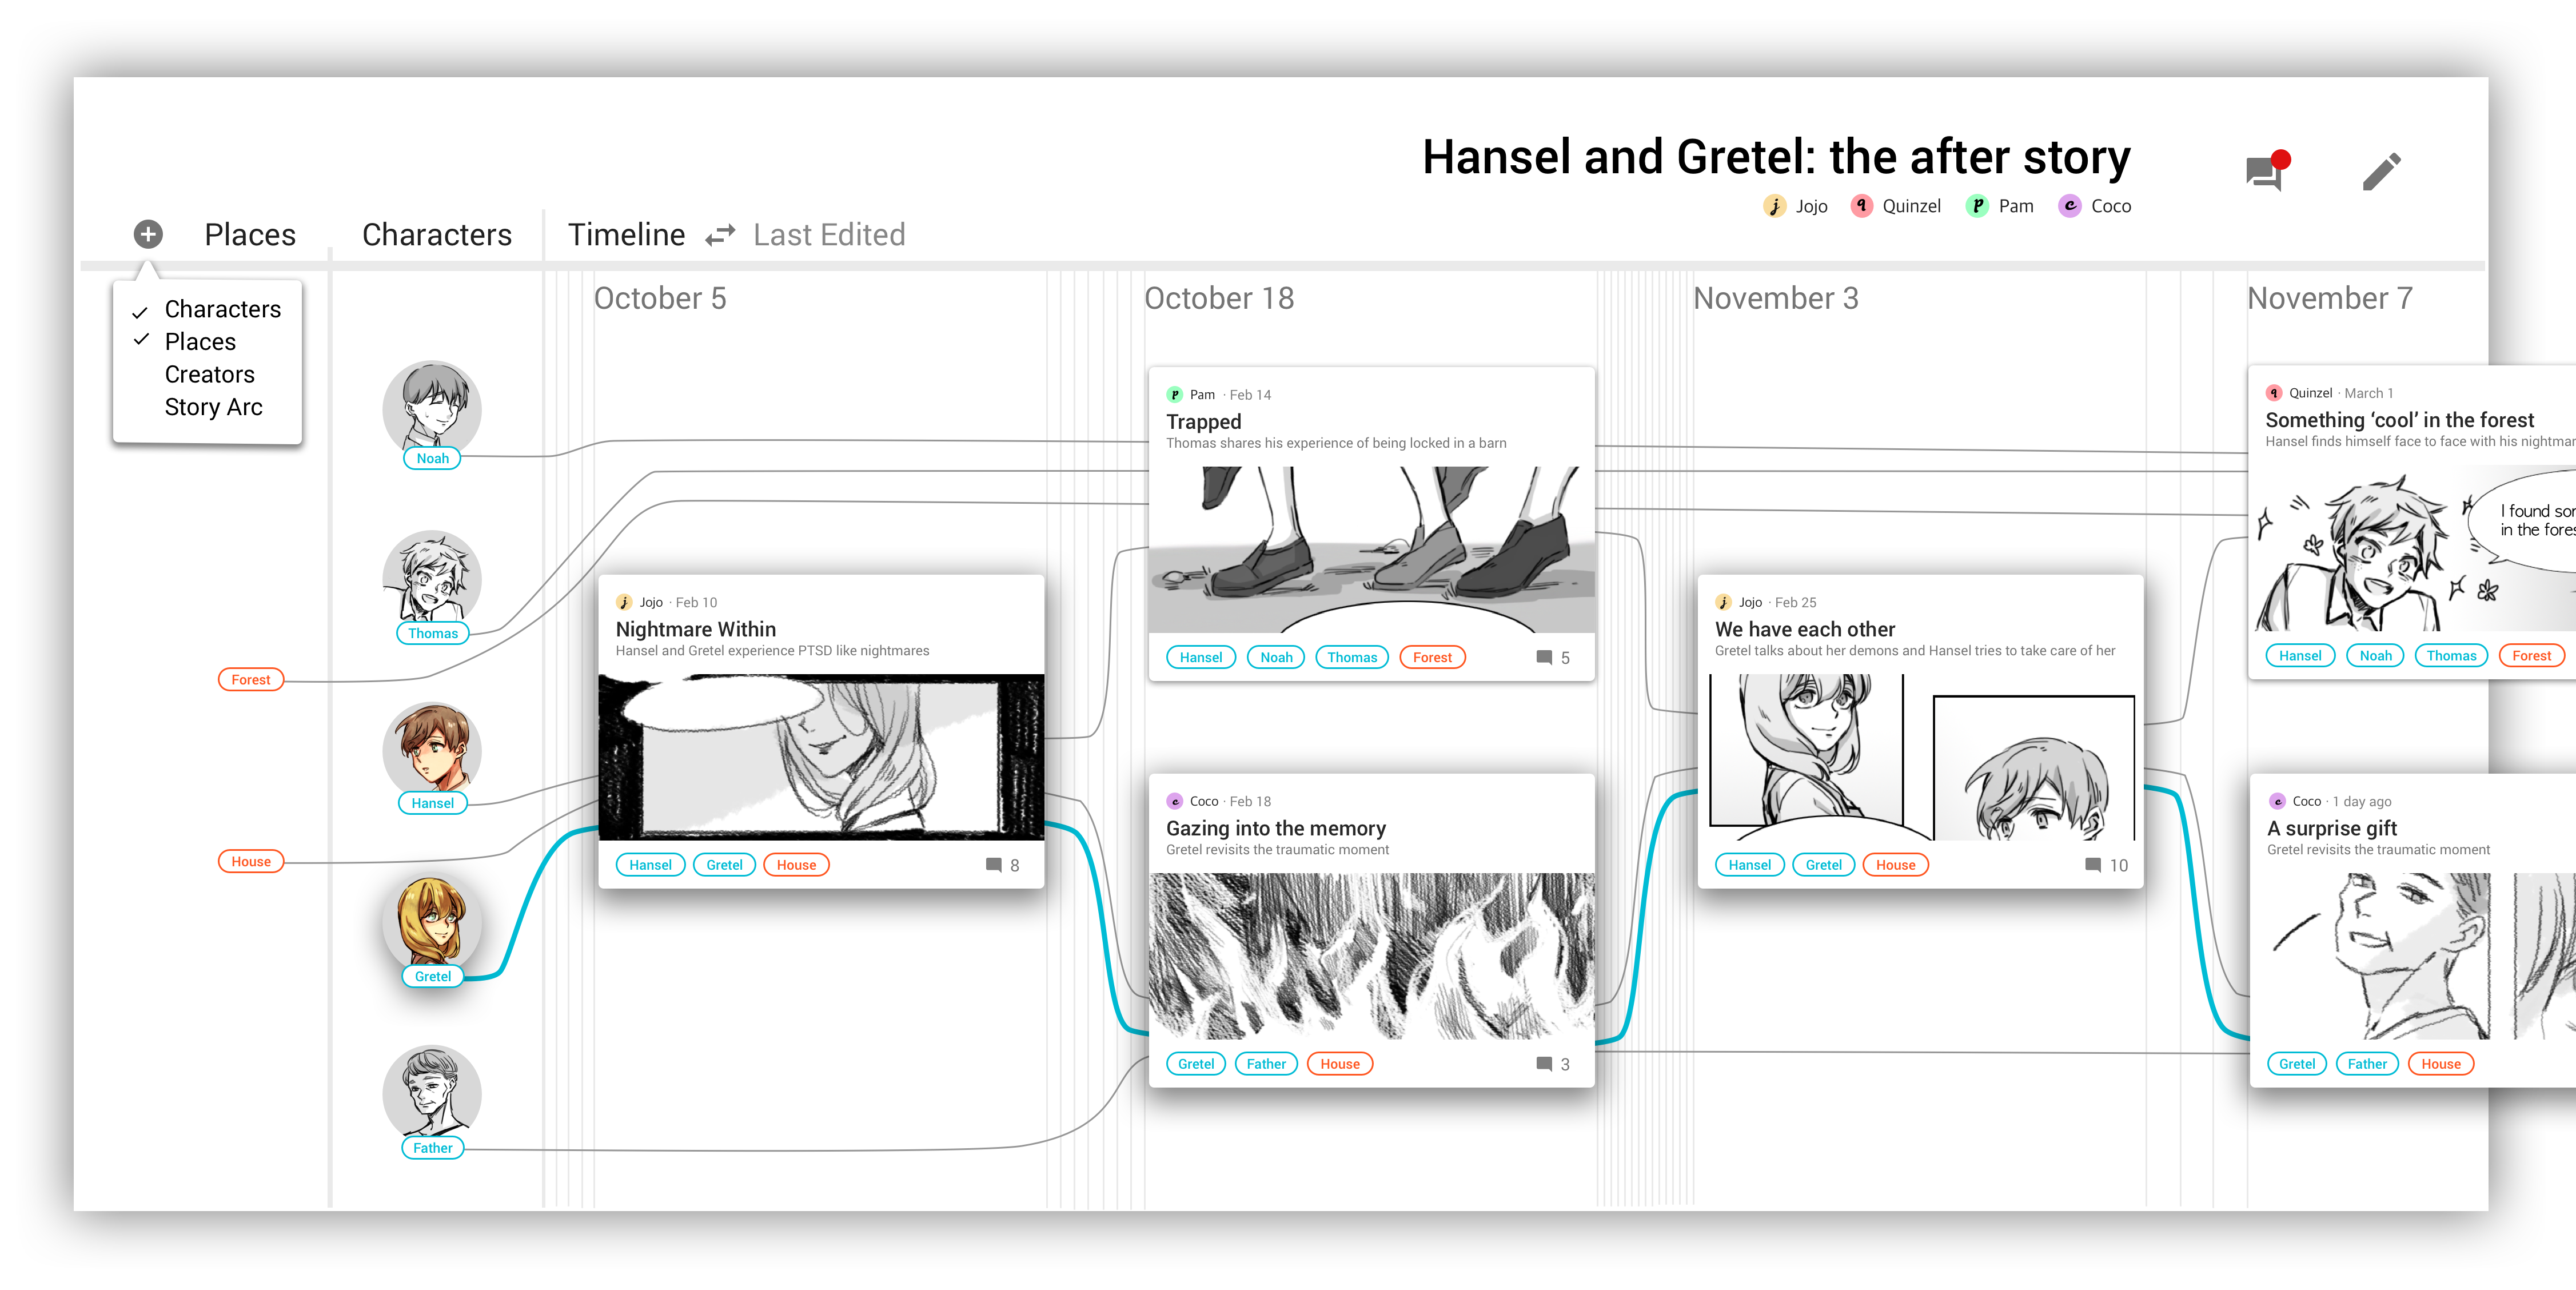 Hansel and Gretel: the after story
j Jojo q Quinzel p Pam c Coco
Places Characters Timeline Last Edited
Characters
Places
Creators
Story Arc
Noah
Thomas
Forest
Hansel
House
Gretel
Father
October 5
October 18
November 3
November 7
j Jojo · Feb 10
Nightmare Within
Hansel and Gretel experience PTSD like nightmares
Hansel Gretel House 8
p Pam · Feb 14
Trapped
Thomas shares his experience of being locked in a barn
Hansel Noah Thomas Forest 5
c Coco · Feb 18
Gazing into the memory
Gretel revisits the traumatic moment
Gretel Father House 3
j Jojo · Feb 25
We have each other
Gretel talks about her demons and Hansel tries to take care of her
Hansel Gretel House 10
q Quinzel · March 1
Something ‘cool’ in the forest
Hansel finds himself face to face with his nightmar
I found sor
in the fores
Hansel Noah Thomas Forest
c Coco · 1 day ago
A surprise gift
Gretel revisits the traumatic moment
Gretel Father House